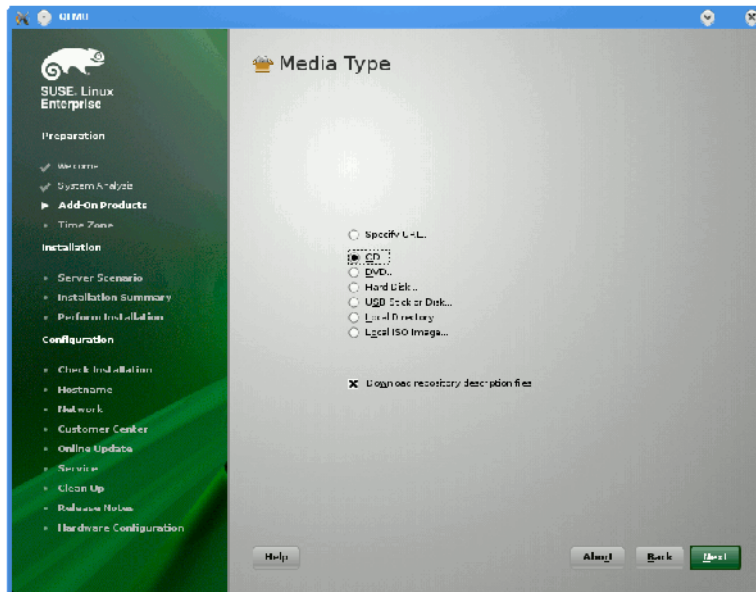 QEMU
SUSE. Linux
Enterprise
Preparation
Welcome
System Analysis
Add-On Products
Time Zone
Installation
Server Scenario
Installation Summary
Perform Installation
Configuration
Check Installation
Hostname
Network
Customer Center
Online Update
Service
Clean Up
Release Notes
Hardware Configuration
Media Type
Specify URL...
CD...
DVD...
Hard Disk...
USB Stick or Disk...
Local Directory...
Local ISO Image...
Download repository description files
Help
Abort
Back
Next